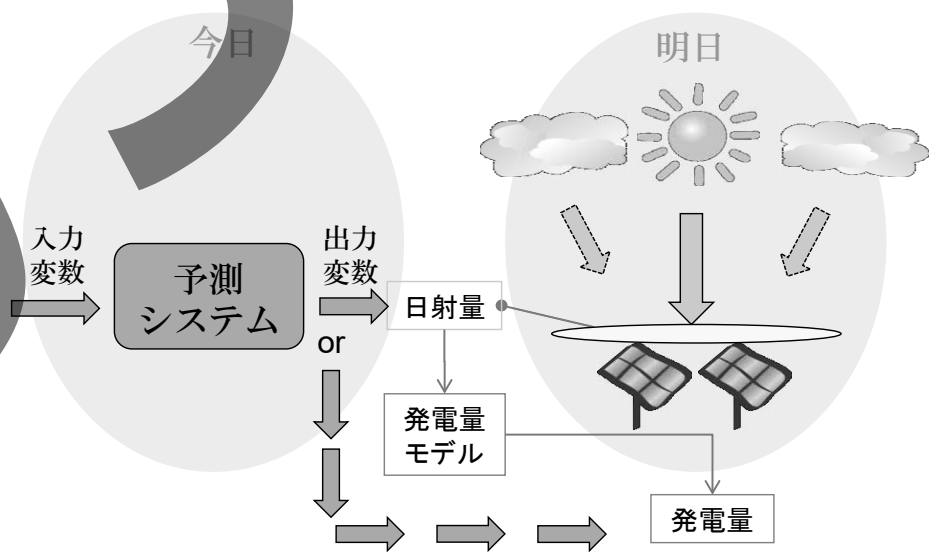 今日
明日
入力
変数
予測
システム
出力
変数
or
日射量
発電量
モデル
発電量